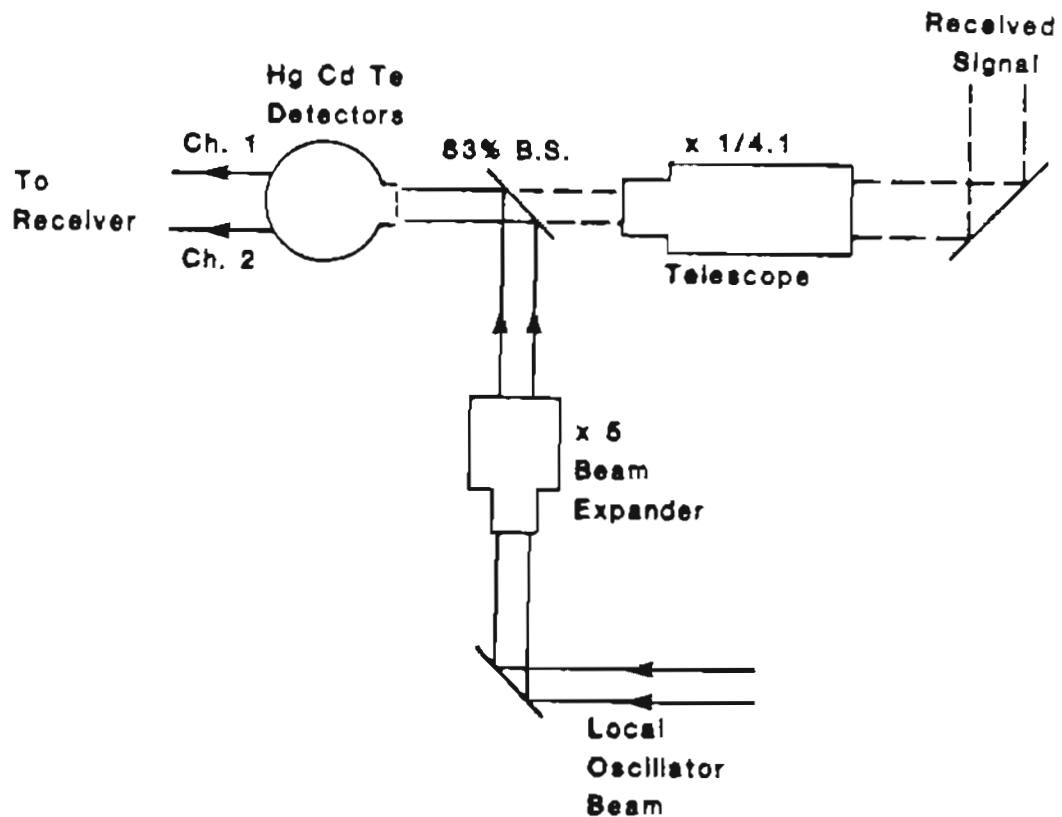 Received
Signal
Hg Cd Te
Detectors
Ch. 1
83% B.S.
x 1/4.1
To
Receiver
Ch. 2
Telescope
x 5
Beam
Expander
Local
Oscillator
Beam